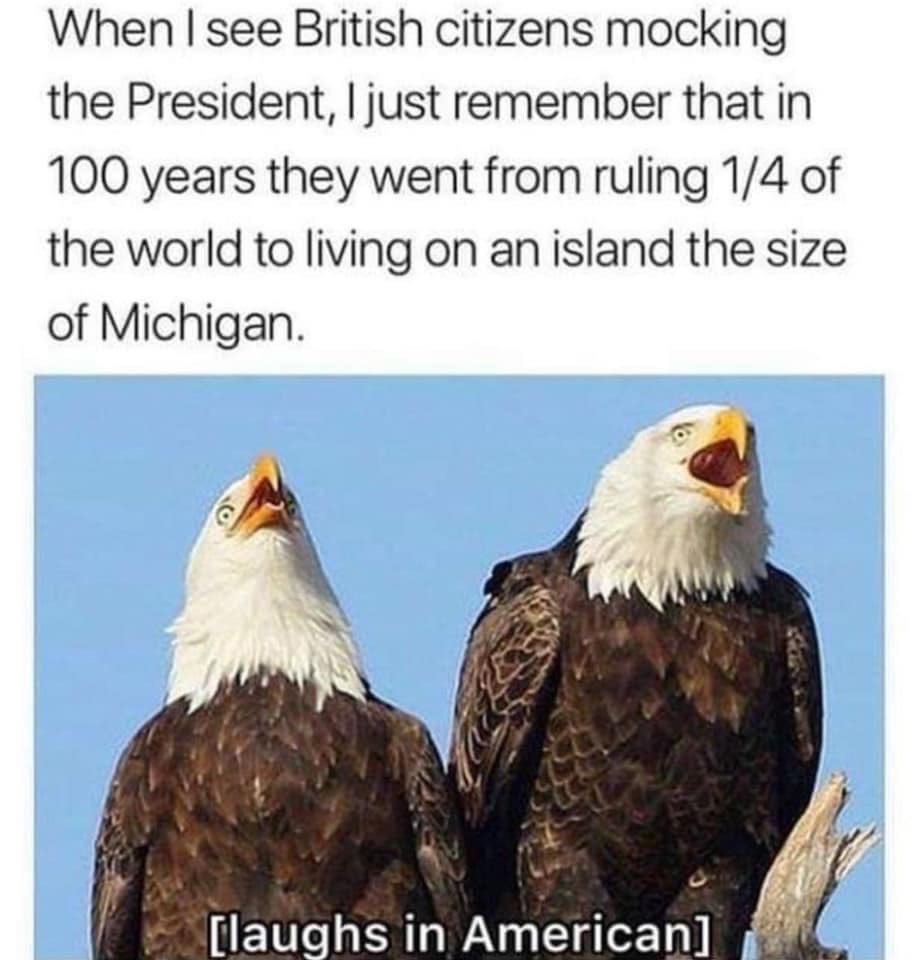 When I see British citizens mocking
the President, I just remember that in
100 years they went from ruling 1/4 of
the world to living on an island the size
of Michigan.
[laughs in American]